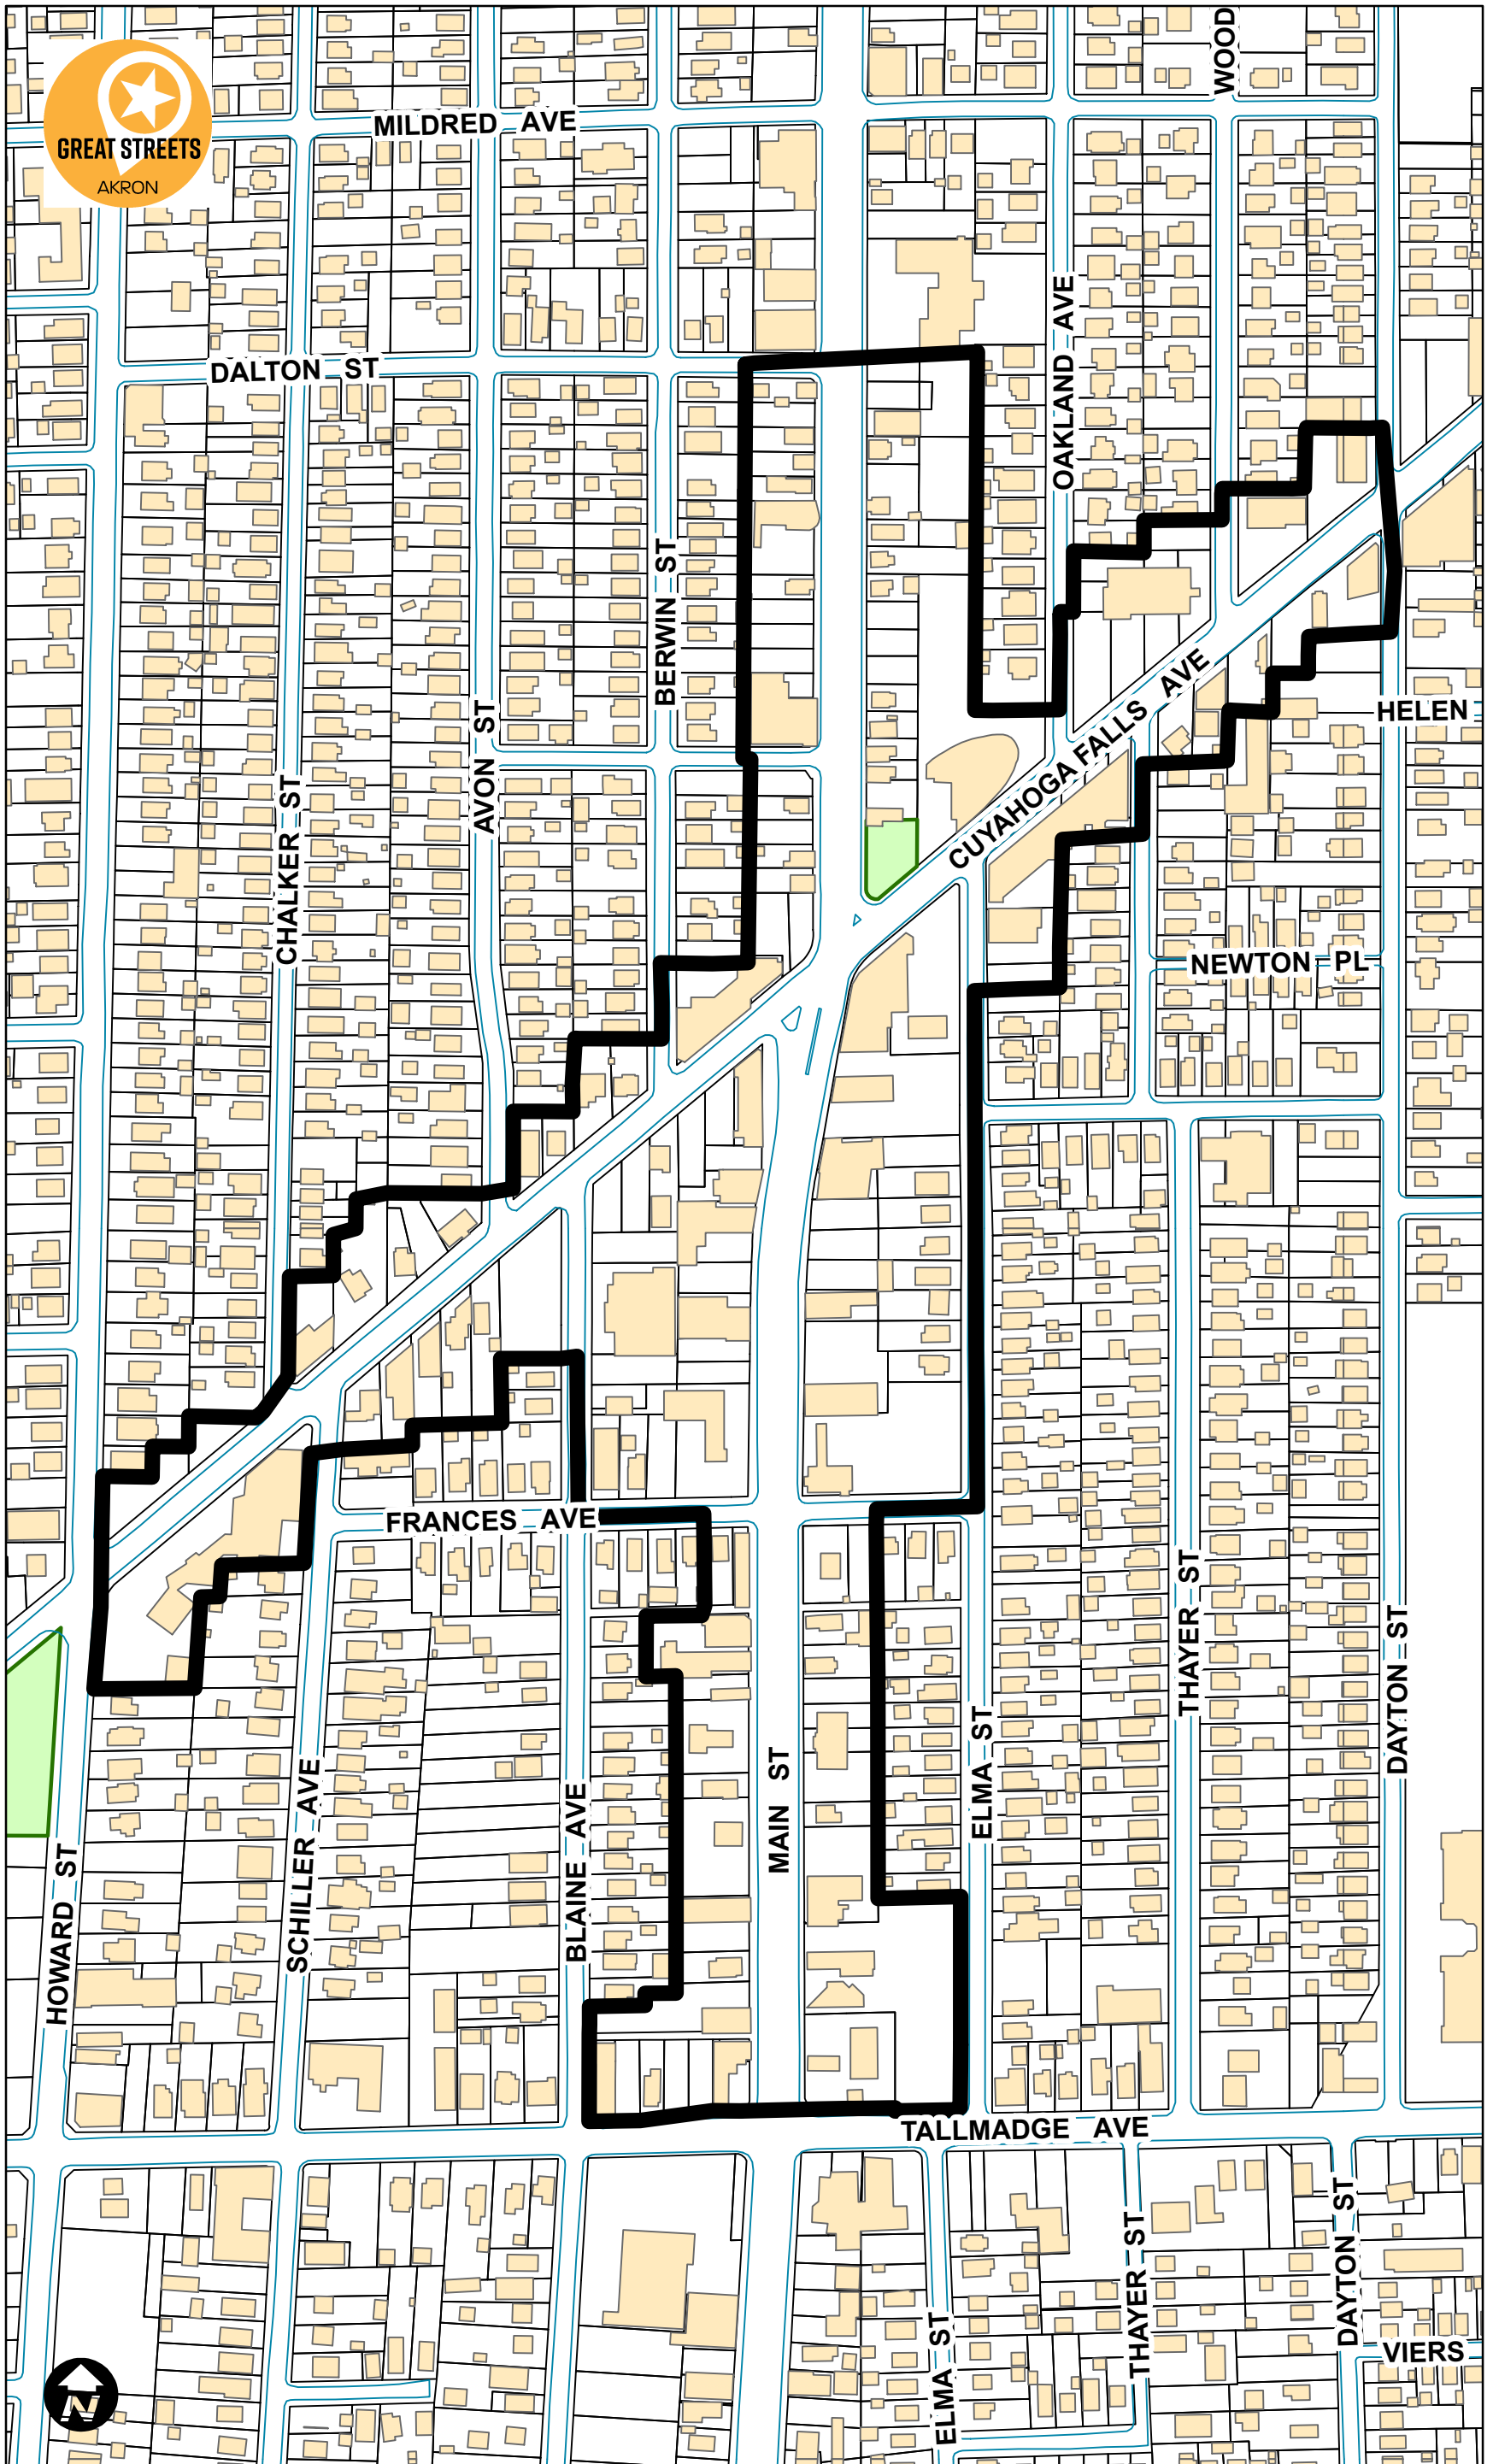 WOOD
MILDRED AVE
GREAT STREETS
AKRON
DALTON ST
OAKLAND AVE
BERWIN ST
CUYAHOGA FALLS AVE
HELEN
AVON ST
CHALKER ST
NEWTON PL
FRANCES AVE
THAYER ST
DAYTON ST
ELMA ST
MAIN ST
SCHILLER AVE
BLAINE AVE
HOWARD ST
TALLMADGE AVE
DAYTON ST
THAYER ST
ELMA ST
VIERS
N